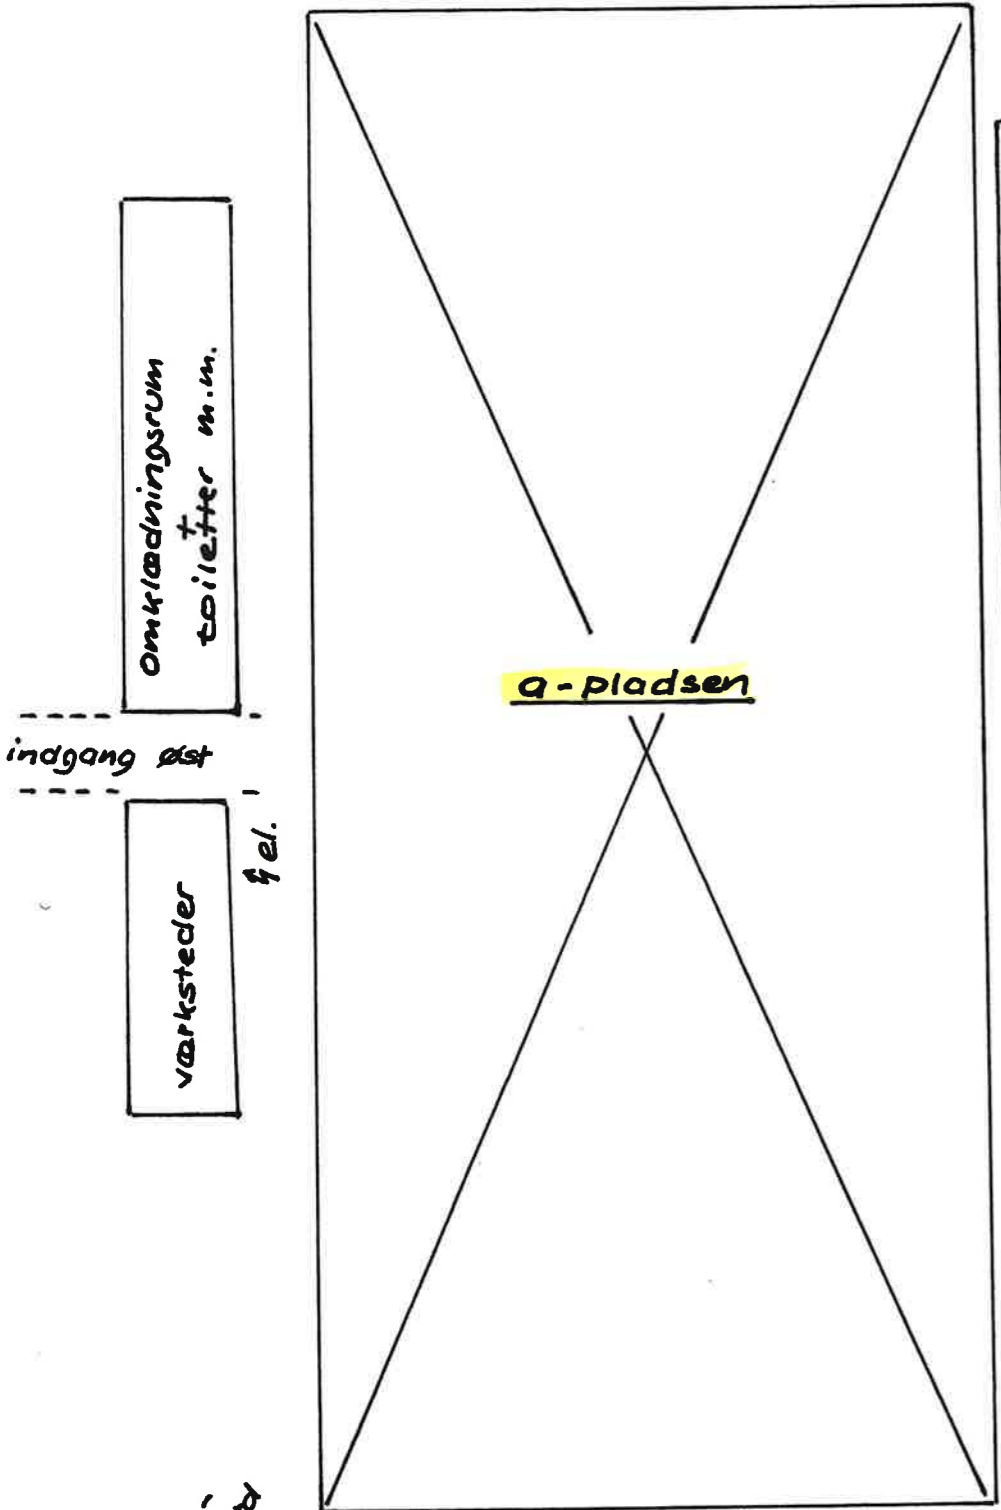 omklædningsrum
+
toiletter m.m.
indgang øst
el.
værksteder
a-pladsen